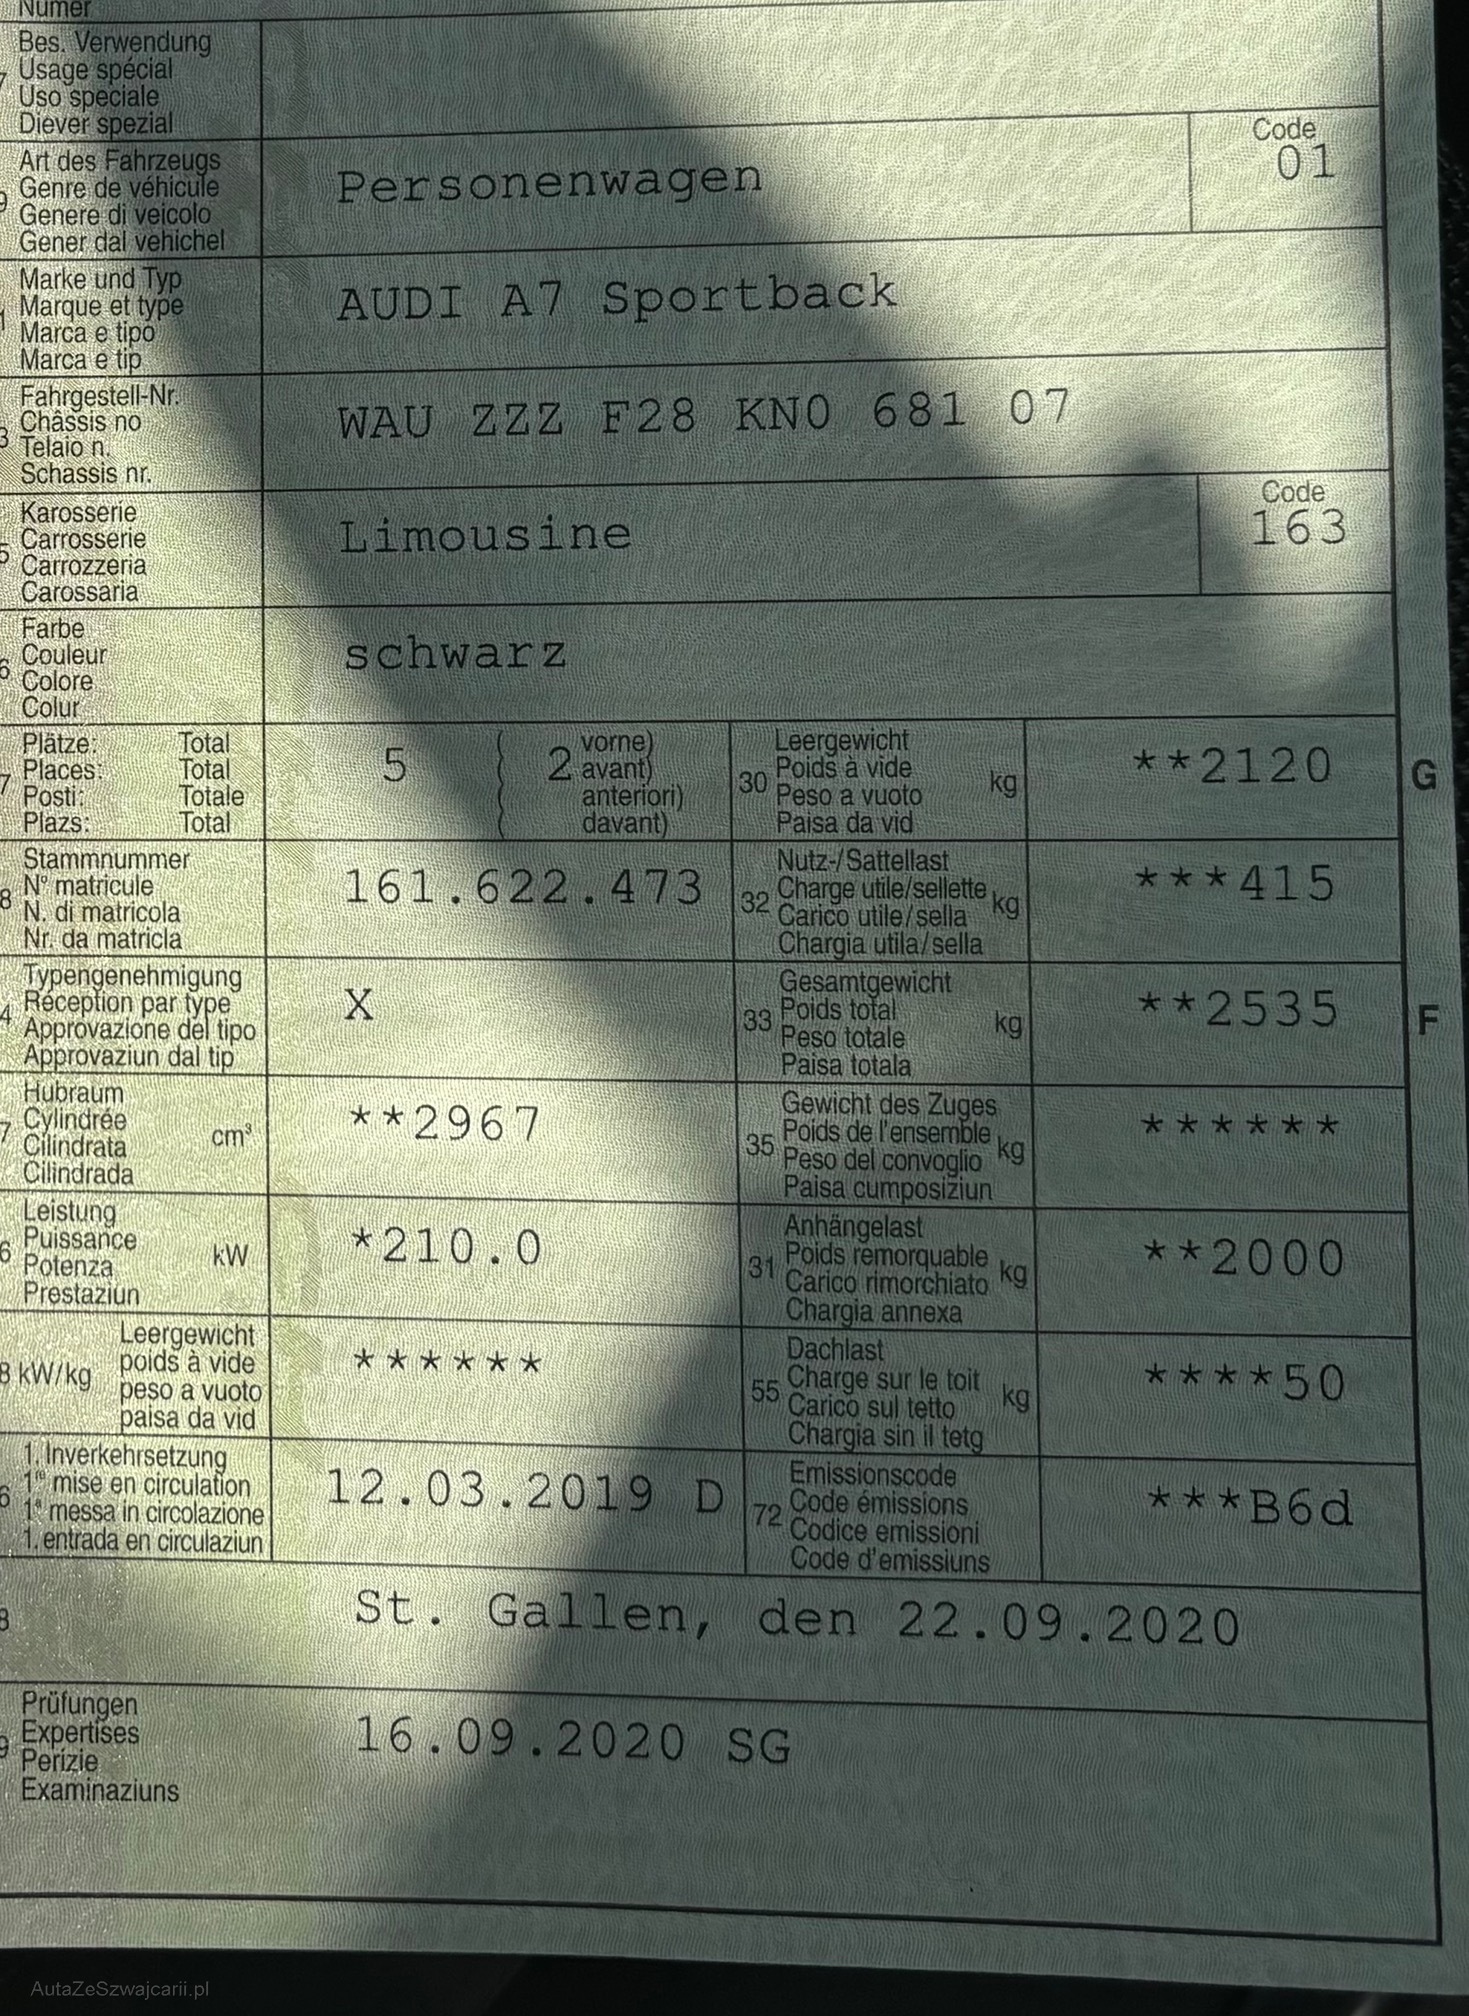 Numer
Bes. Verwendung
Usage spécial
Uso speciale
Diever spezial
Art des Fahrzeugs
Genre de véhicule
Genere di veicolo
Gener dal vehichel
Personenwagen
Code
01
Marke und Typ
Marque et type
Marca e tipo
Marca e tip
AUDI A7 Sportback
Fahrgestell-Nr.
Châssis no
Telaio n.
Schassis nr.
WAU ZZZ F28 KN0 681 07
Karosserie
Carrosserie
Carrozzeria
Carossaria
Limousine
Code
163
Farbe
Couleur
Colore
Colur
schwarz
Plätze: Total
Places: Total
Posti: Totale
Plazs: Total
5 ( 2 vorne)
( avant)
( anteriori)
( davant)
30 Leergewicht
Poids à vide
Peso a vuoto
Paisa da vid
kg
**2120
G
Stammnummer
N° matricule
N. di matricola
Nr. da matricla
161.622.473
32 Nutz-/Sattellast
Charge utile/sellette
Carico utile/sella
Chargia utila/sella
kg
***415
Typengenehmigung
Réception par type
Approvazione del tipo
Approvaziun dal tip
X
33 Gesamtgewicht
Poids total
Peso totale
Paisa totala
kg
**2535
F
Hubraum
Cylindrée
Cilindrata
Cilindrada
cm³
**2967
35 Gewicht des Zuges
Poids de l'ensemble
Peso del convoglio
Paisa cumposiziun
kg
******
Leistung
Puissance
Potenza
Prestaziun
kW
*210.0
31 Anhängelast
Poids remorquable
Carico rimorchiato
Chargia annexa
kg
**2000
kW/kg
Leergewicht
poids à vide
peso a vuoto
paisa da vid
******
55 Dachlast
Charge sur le toit
Carico sul tetto
Chargia sin il tetg
kg
****50
1. Inverkehrsetzung
1re mise en circulation
1a messa in circolazione
1. entrada en circulaziun
12.03.2019 D
72 Emissionscode
Code émissions
Codice emissioni
Code d'emissiuns
***B6d
St. Gallen, den 22.09.2020
Prüfungen
Expertises
Perizie
Examinaziuns
16.09.2020 SG
AutaZeSzwajcarii.pl